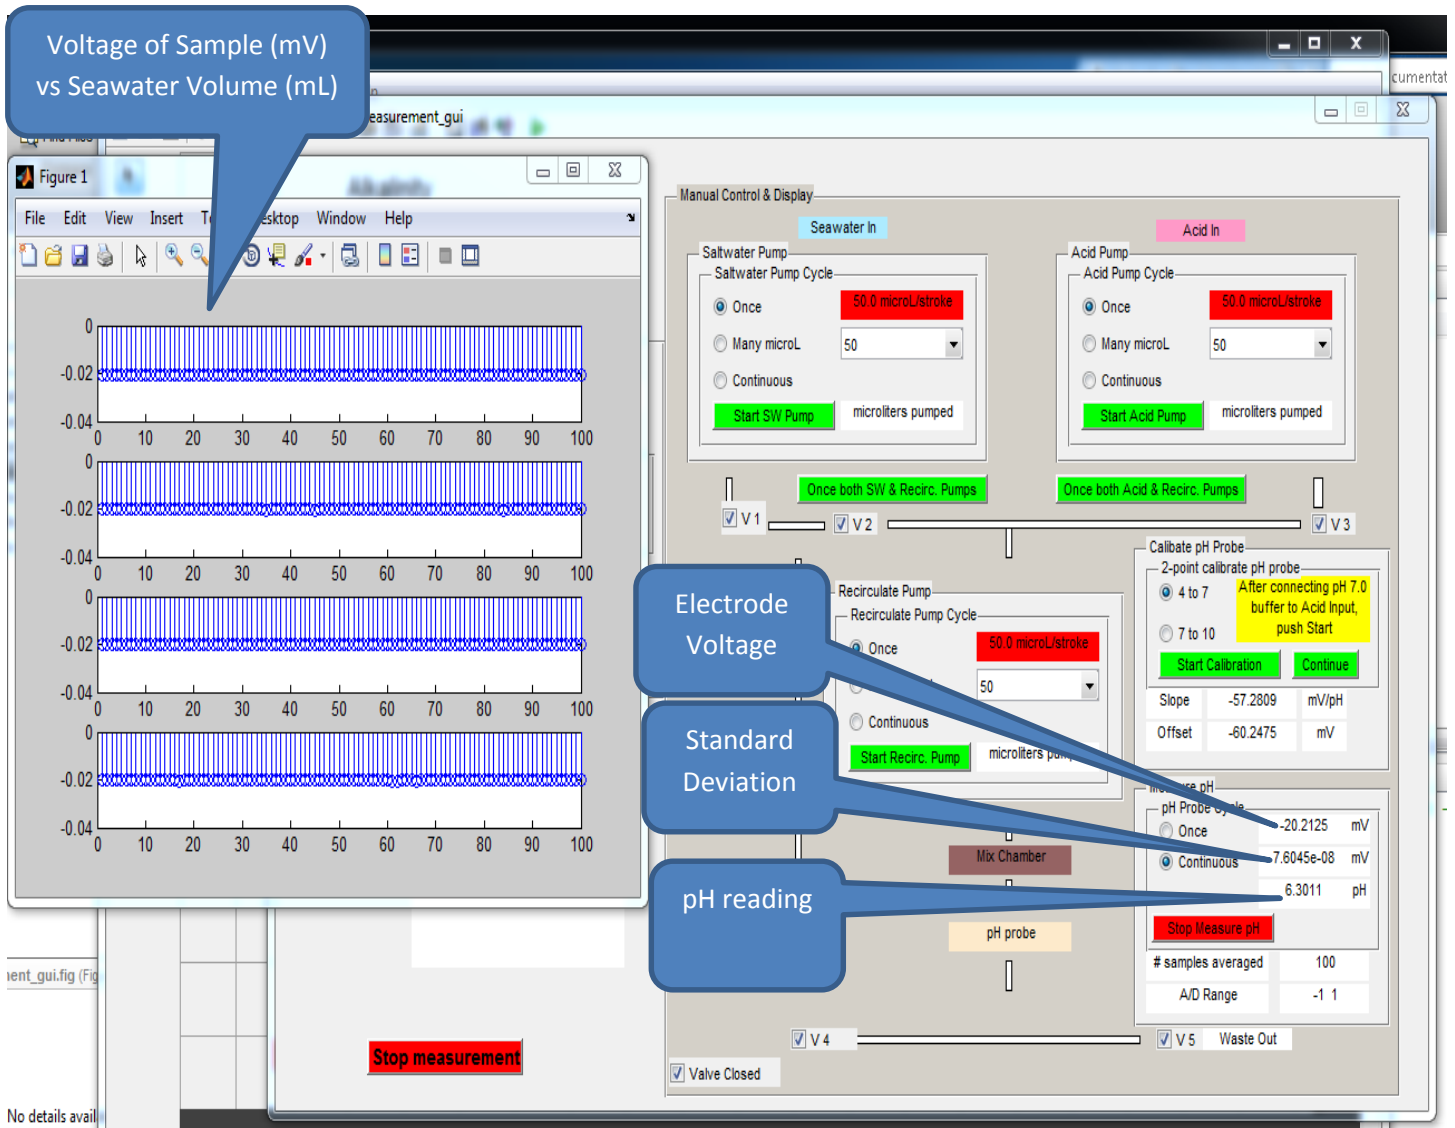 Voltage of Sample (mV)
vs Seawater Volume (mL)
cumentat
easurement_gui
Figure 1
Alkalinity
File Edit View Insert Desktop Window Help
0
-0.02
-0.04
0 10 20 30 40 50 60 70 80 90 100
0
-0.02
-0.04
0 10 20 30 40 50 60 70 80 90 100
0
-0.02
-0.04
0 10 20 30 40 50 60 70 80 90 100
0
-0.02
-0.04
0 10 20 30 40 50 60 70 80 90 100
Manual Control & Display
Seawater In
Acid In
Saltwater Pump
Saltwater Pump Cycle
Once
50.0 microL/stroke
Many microL
50
Continuous
Start SW Pump
microliters pumped
Acid Pump
Acid Pump Cycle
Once
50.0 microL/stroke
Many microL
50
Continuous
Start Acid Pump
microliters pumped
Once both SW & Recirc. Pumps
Once both Acid & Recirc. Pumps
V 1
V 2
V 3
Calibate pH Probe
2-point calibrate pH probe
4 to 7
7 to 10
After connecting pH 7.0
buffer to Acid Input,
push Start
Start Calibration
Continue
Slope -57.2809 mV/pH
Offset -60.2475 mV
Recirculate Pump
Recirculate Pump Cycle
Once
50.0 microL/stroke
50
Continuous
Start Recirc. Pump
microliters pump
Electrode
Voltage
Standard
Deviation
pH reading
Measure pH
pH Probe Cycle
Once
Continuous
-20.2125 mV
7.6045e-08 mV
6.3011 pH
Stop Measure pH
# samples averaged 100
A/D Range -1 1
Mix Chamber
pH probe
V 4
V 5
Waste Out
Valve Closed
Stop measurement
nent_gui.fig (Fig
No details avail